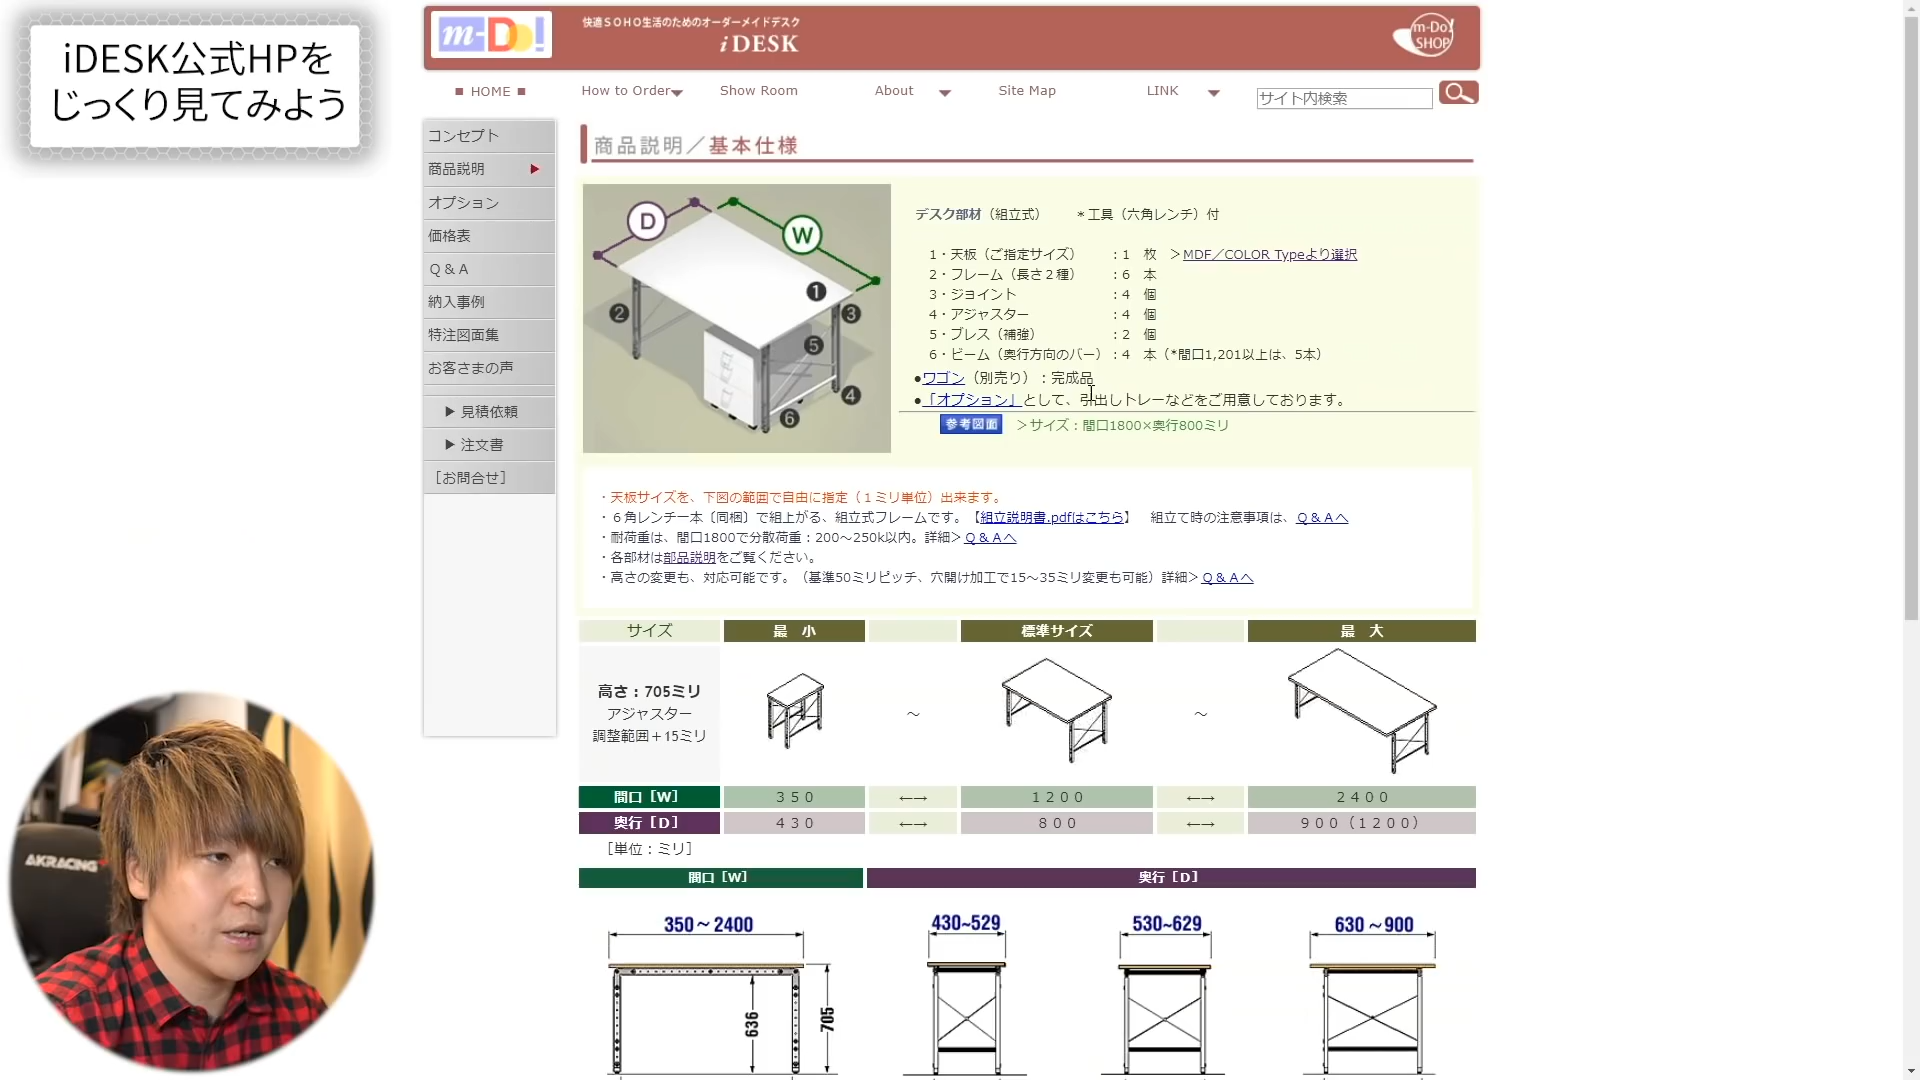 iDESK公式HPを
じっくり見てみよう
m-Do!
快適SOHO生活のためのオーダーメイドデスク
iDESK
m-Do!
SHOP
■ HOME ■
How to Order
Show Room
About
Site Map
LINK
サイト内検索
コンセプト
商品説明
オプション
価格表
Q & A
納入事例
特注図面集
お客さまの声
▶ 見積依頼
▶ 注文書
［お問合せ］
商品説明／基本仕様
D
W
1
2
3
4
5
6
デスク部材（組立式） ＊工具（六角レンチ）付
1・天板（ご指定サイズ） ：1 枚 ＞MDF／COLOR Typeより選択
2・フレーム（長さ２種） ：6 本
3・ジョイント ：4 個
4・アジャスター ：4 個
5・ブレス（補強） ：2 個
6・ビーム（奥行方向のバー）：4 本（*間口1,201以上は、5本）
●ワゴン（別売り）：完成品
●「オプション」として、引出しトレーなどをご用意しております。
参考図面 ＞サイズ：間口1800×奥行800ミリ
・天板サイズを、下図の範囲で自由に指定（１ミリ単位）出来ます。
・６角レンチ一本〔同梱〕で組上がる、組立式フレームです。【組立説明書.pdfはこちら】 組立て時の注意事項は、Ｑ＆Ａへ
・耐荷重は、間口1800で分散荷重：200～250k以内。詳細＞Ｑ＆Ａへ
・各部材は部品説明をご覧ください。
・高さの変更も、対応可能です。（基準50ミリピッチ、穴開け加工で15～35ミリ変更も可能）詳細＞Ｑ＆Ａへ
サイズ 最 小 標準サイズ 最 大
高さ：705ミリ
アジャスター
調整範囲＋15ミリ
～ ～
間口［W］ 350 ←→ 1200 ←→ 2400
奥行［D］ 430 ←→ 800 ←→ 900（1200）
［単位：ミリ］
間口［W］ 奥行［D］
350～2400
430~529
530~629
630～900
636
705
AKRACING